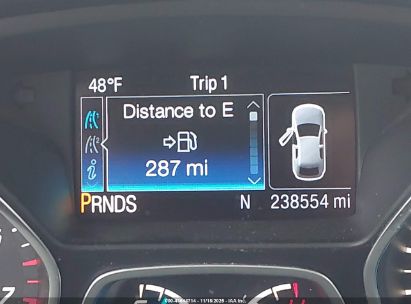 48°F Trip 1
Distance to E
287 mi
PRNDS N 238554 mi